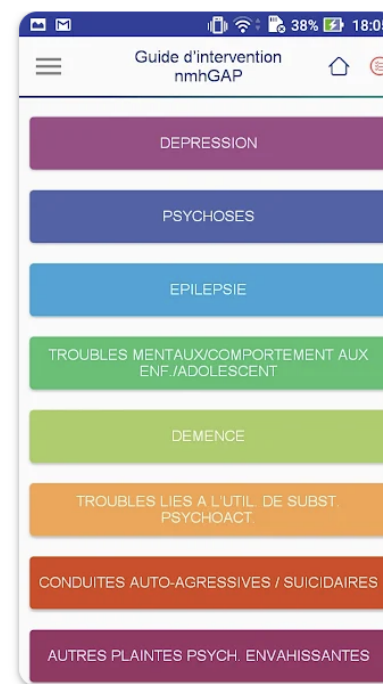 38% 18:05
Guide d'intervention
nmhGAP
DEPRESSION
PSYCHOSES
EPILEPSIE
TROUBLES MENTAUX/COMPORTEMENT AUX
ENF./ADOLESCENT
DEMENCE
TROUBLES LIES A L'UTIL. DE SUBST.
PSYCHOACT.
CONDUITES AUTO-AGRESSIVES / SUICIDAIRES
AUTRES PLAINTES PSYCH. ENVAHISSANTES